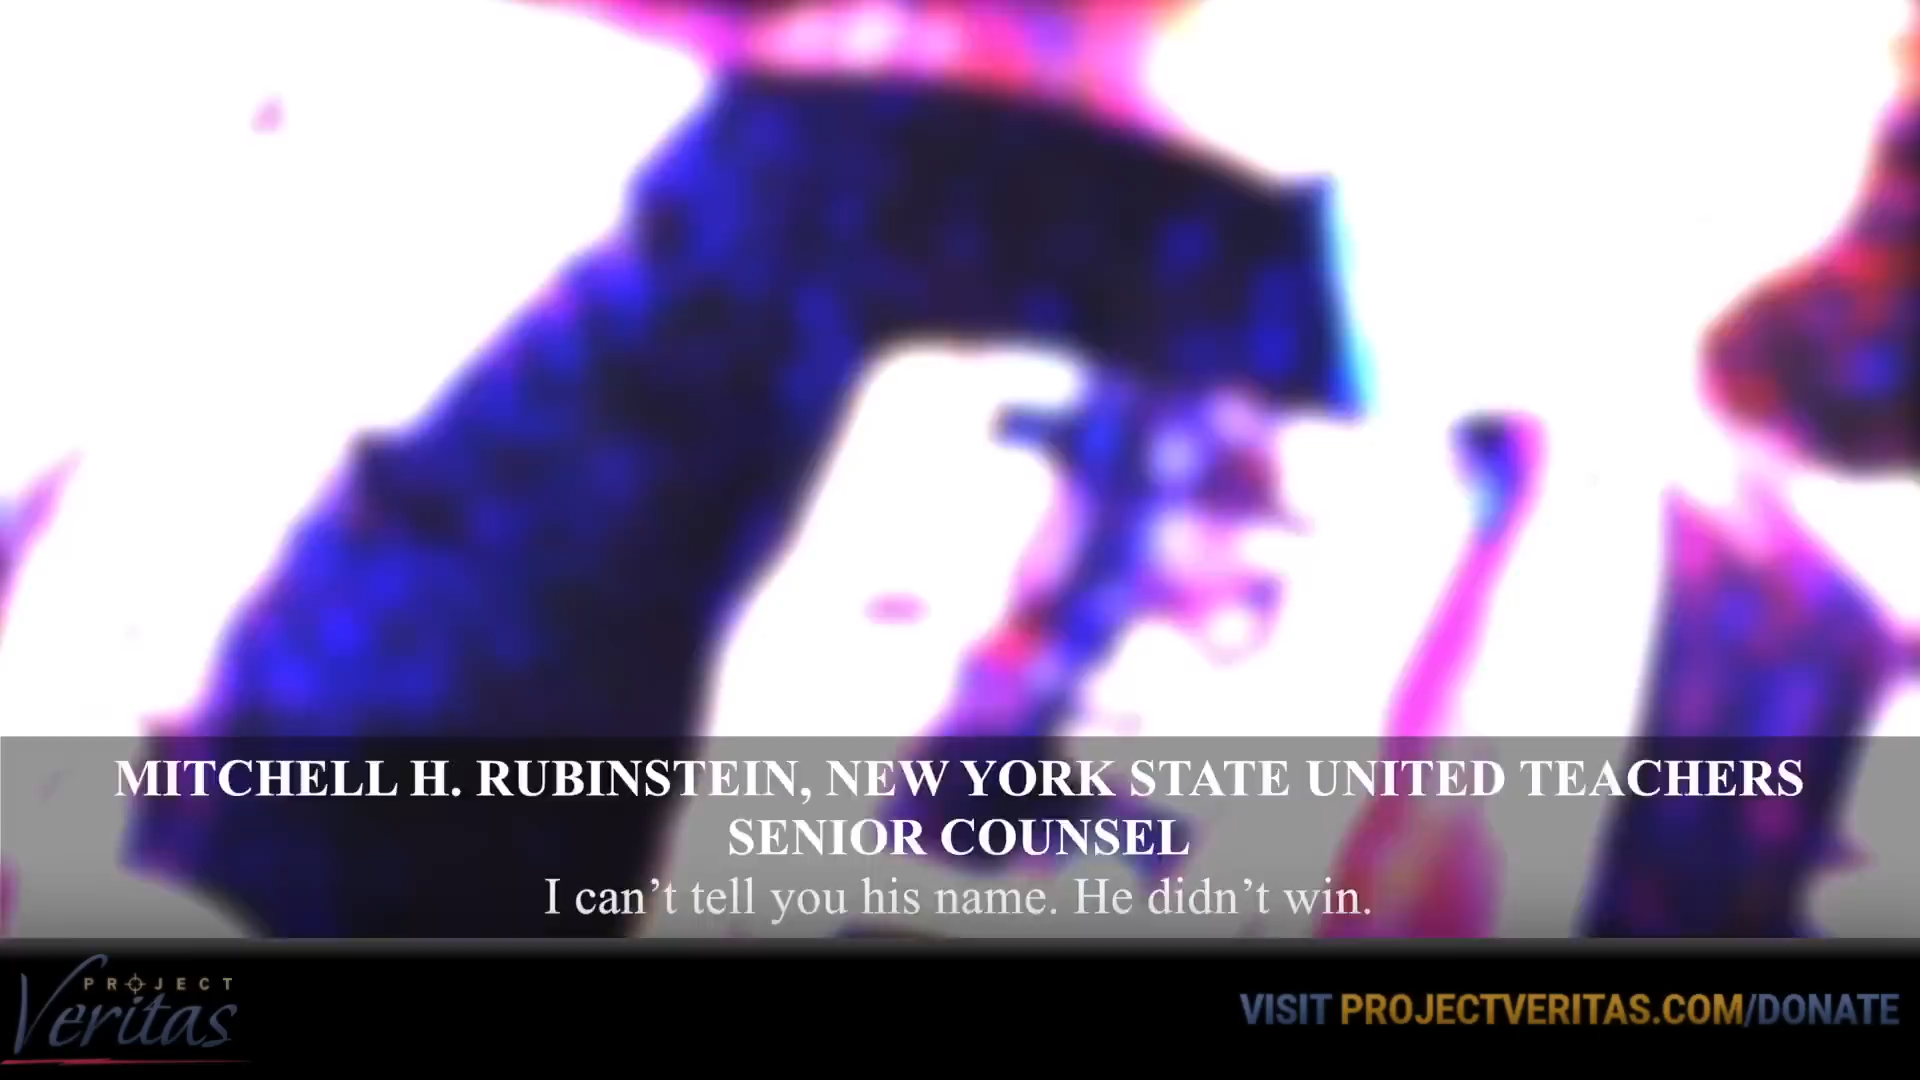 MITCHELL H. RUBINSTEIN, NEW YORK STATE UNITED TEACHERS
SENIOR COUNSEL
I can’t tell you his name. He didn’t win.
PROJECT
Veritas
VISIT PROJECTVERITAS.COM/DONATE